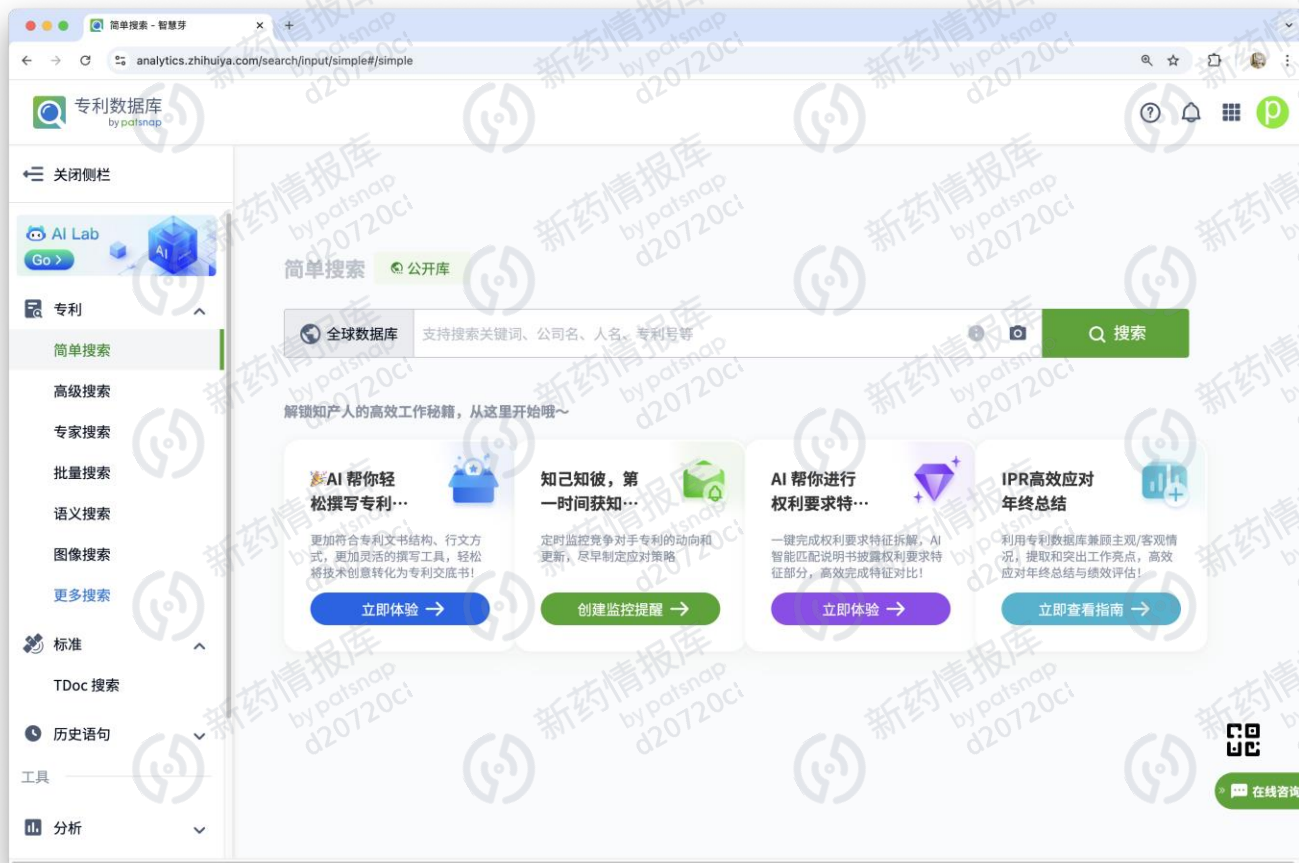 简单搜索 - 智慧芽
analytics.zhihuiya.com/search/input/simple#/simple
专利数据库
by patsnap
p
关闭侧栏
AI Lab
Go >
AI
专利
简单搜索
高级搜索
专家搜索
批量搜索
语义搜索
图像搜索
更多搜索
标准
TDoc 搜索
历史语句
工具
分析
简单搜索
公开库
全球数据库
支持搜索关键词、公司名、人名、专利号等
搜索
解锁知产人的高效工作秘籍，从这里开始哦～
🎉AI 帮你轻
松撰写专利…
更加符合专利文书结构、行文方
式，更加灵活的撰写工具，轻松
将技术创意转化为专利交底书！
立即体验 →
知己知彼，第
一时间获知…
定时监控竞争对手专利的动向和
更新，尽早制定应对策略
创建监控提醒 →
AI 帮你进行
权利要求特…
一键完成权利要求特征拆解，AI
智能匹配说明书披露权利要求特
征部分，高效完成特征对比！
立即体验 →
IPR高效应对
年终总结
利用专利数据库兼顾主观/客观情
况，提取和突出工作亮点，高效
应对年终总结与绩效评估！
立即查看指南 →
在线咨询
新药情报库
by patsnap
d20720ci